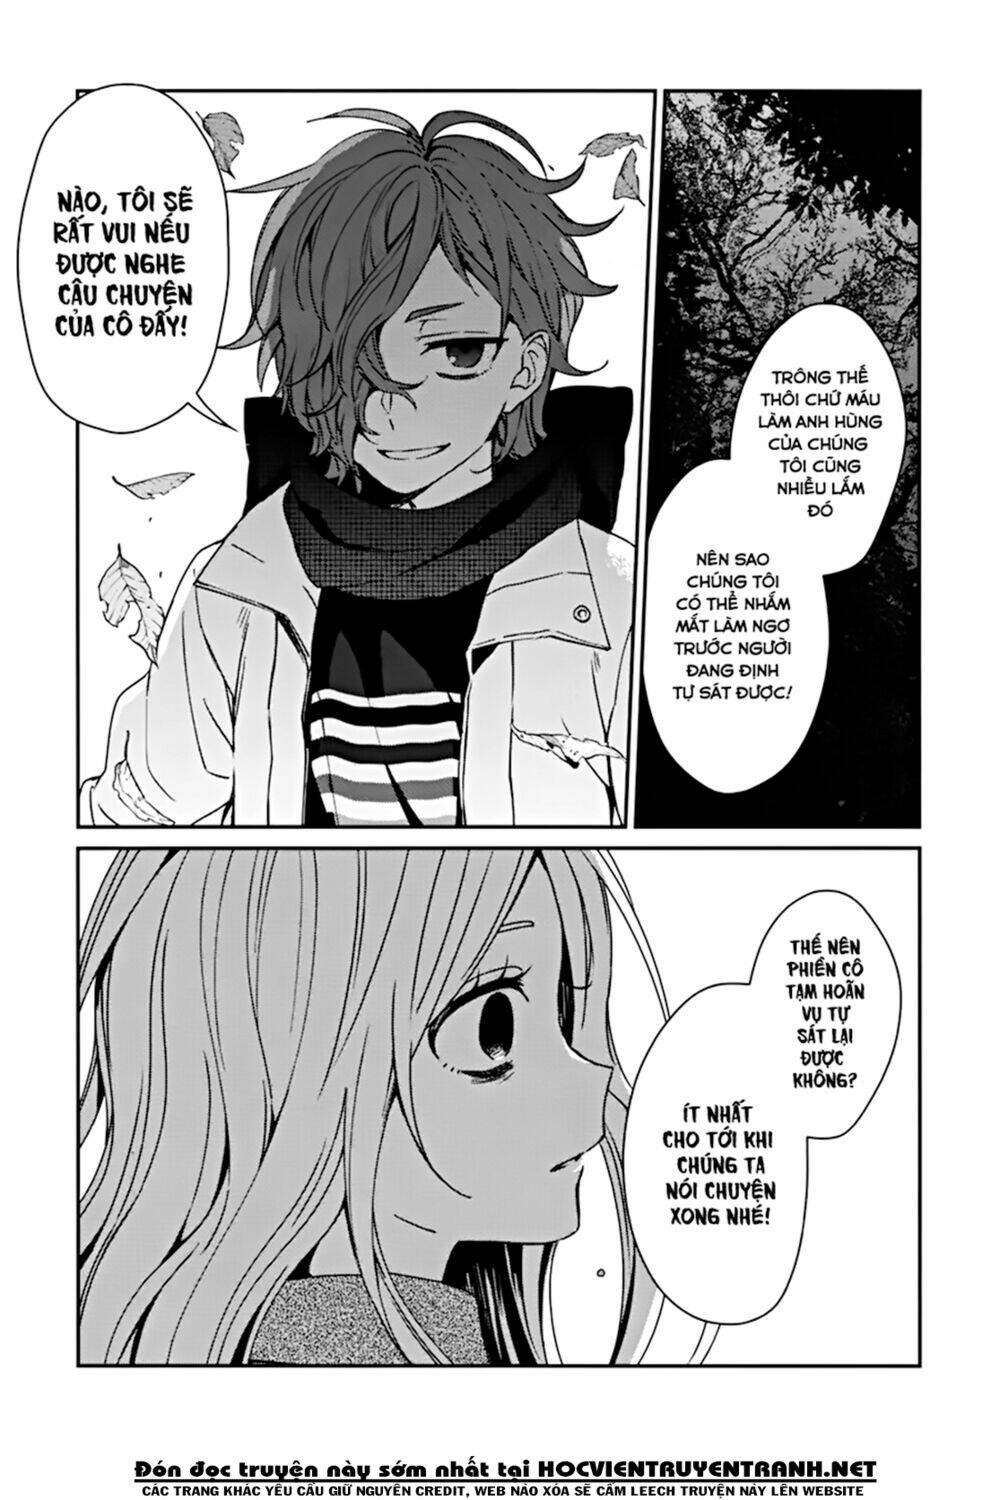 TRÔNG THẾ
THÔI CHỨ MÁU
LÀM ANH HÙNG
CỦA CHÚNG
TÔI CŨNG
NHIỀU LẮM
ĐÓ
NÊN SAO
CHÚNG TÔI
CÓ THỂ NHẮM
MẮT LÀM NGƠ
TRƯỚC NGƯỜI
ĐANG ĐỊNH
TỰ SÁT ĐƯỢC!
NÀO, TÔI SẼ
RẤT VUI NẾU
ĐƯỢC NGHE
CÂU CHUYỆN
CỦA CÔ ĐẤY!
THẾ NÊN
PHIỀN CÔ
TẠM HOÃN
VỤ TỰ
SÁT LẠI
ĐƯỢC
KHÔNG?
ÍT NHẤT
CHO TỚI KHI
CHÚNG TA
NÓI CHUYỆN
XONG NHÉ!
Đón đọc truyện này sớm nhất tại HOCVIENTRUYENTRANH.NET
CÁC TRANG KHÁC YÊU CẦU GIỮ NGUYÊN CREDIT, WEB NÀO XÓA SẼ CẤM LEECH TRUYỆN NÀY LÊN WEBSITE